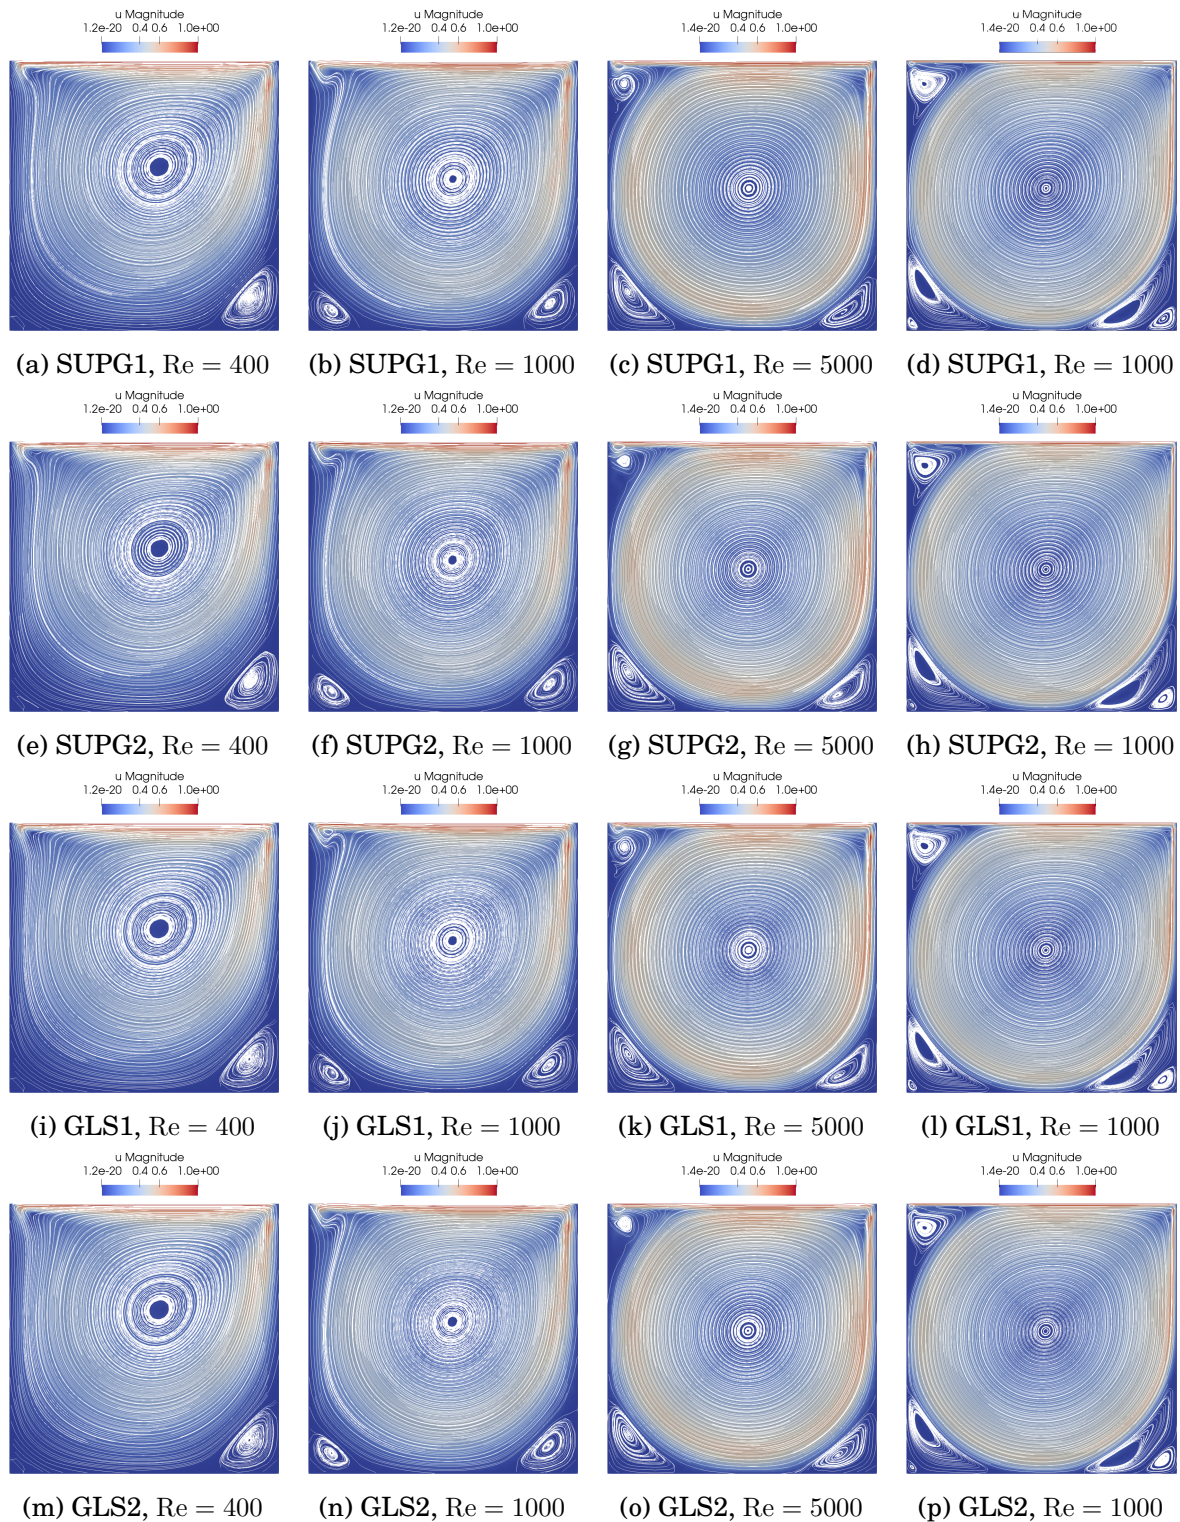 u Magnitude u Magnitude u Magnitude u Magnitude
1.2e-20 0.4 0.6 1.0e+00 1.2e-20 0.4 0.6 1.0e+00 1.4e-20 0.4 0.6 1.0e+00 1.4e-20 0.4 0.6 1.0e+00
(a) SUPG1, Re = 400 (b) SUPG1, Re = 1000 (c) SUPG1, Re = 5000 (d) SUPG1, Re = 1000
u Magnitude u Magnitude u Magnitude u Magnitude
1.2e-20 0.4 0.6 1.0e+00 1.2e-20 0.4 0.6 1.0e+00 1.4e-20 0.4 0.6 1.0e+00 1.4e-20 0.4 0.6 1.0e+00
(e) SUPG2, Re = 400 (f) SUPG2, Re = 1000 (g) SUPG2, Re = 5000 (h) SUPG2, Re = 1000
u Magnitude u Magnitude u Magnitude u Magnitude
1.2e-20 0.4 0.6 1.0e+00 1.2e-20 0.4 0.6 1.0e+00 1.4e-20 0.4 0.6 1.0e+00 1.4e-20 0.4 0.6 1.0e+00
(i) GLS1, Re = 400 (j) GLS1, Re = 1000 (k) GLS1, Re = 5000 (l) GLS1, Re = 1000
u Magnitude u Magnitude u Magnitude u Magnitude
1.2e-20 0.4 0.6 1.0e+00 1.2e-20 0.4 0.6 1.0e+00 1.4e-20 0.4 0.6 1.0e+00 1.4e-20 0.4 0.6 1.0e+00
(m) GLS2, Re = 400 (n) GLS2, Re = 1000 (o) GLS2, Re = 5000 (p) GLS2, Re = 1000